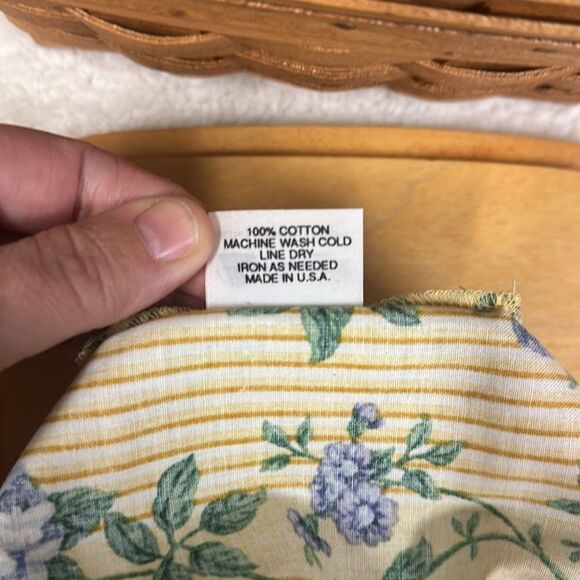 100% COTTON
MACHINE WASH COLD
LINE DRY
IRON AS NEEDED
MADE IN U.S.A.